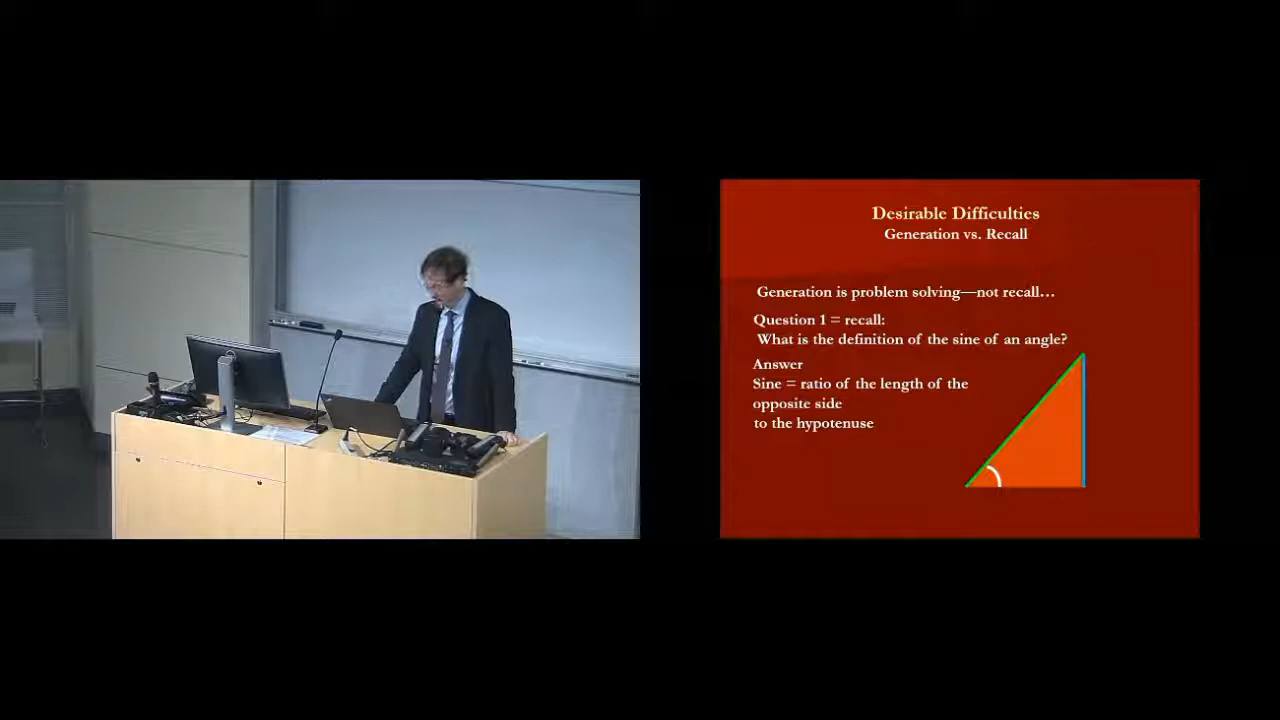 Desirable Difficulties
Generation vs. Recall
Generation is problem solving—not recall…
Question 1 = recall:
What is the definition of the sine of an angle?
Answer
Sine = ratio of the length of the
opposite side
to the hypotenuse